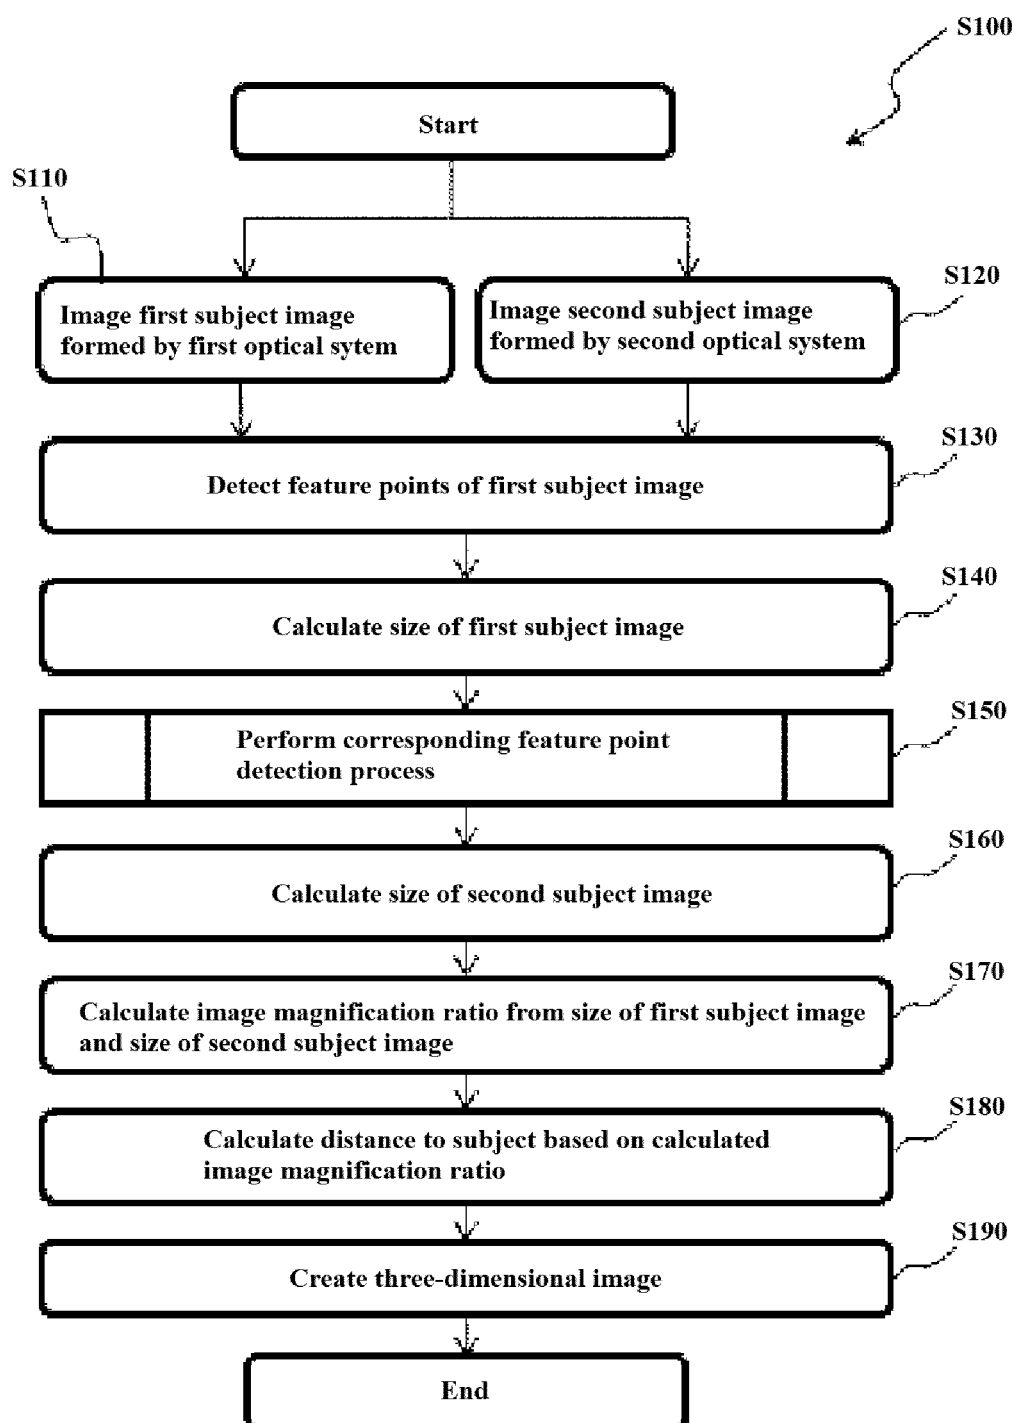 S100
Start
S110
S120
Image first subject image
formed by first optical sytem
Image second subject image
formed by second optical system
S130
Detect feature points of first subject image
S140
Calculate size of first subject image
S150
Perform corresponding feature point
detection process
S160
Calculate size of second subject image
S170
Calculate image magnification ratio from size of first subject image
and size of second subject image
S180
Calculate distance to subject based on calculated
image magnification ratio
S190
Create three-dimensional image
End